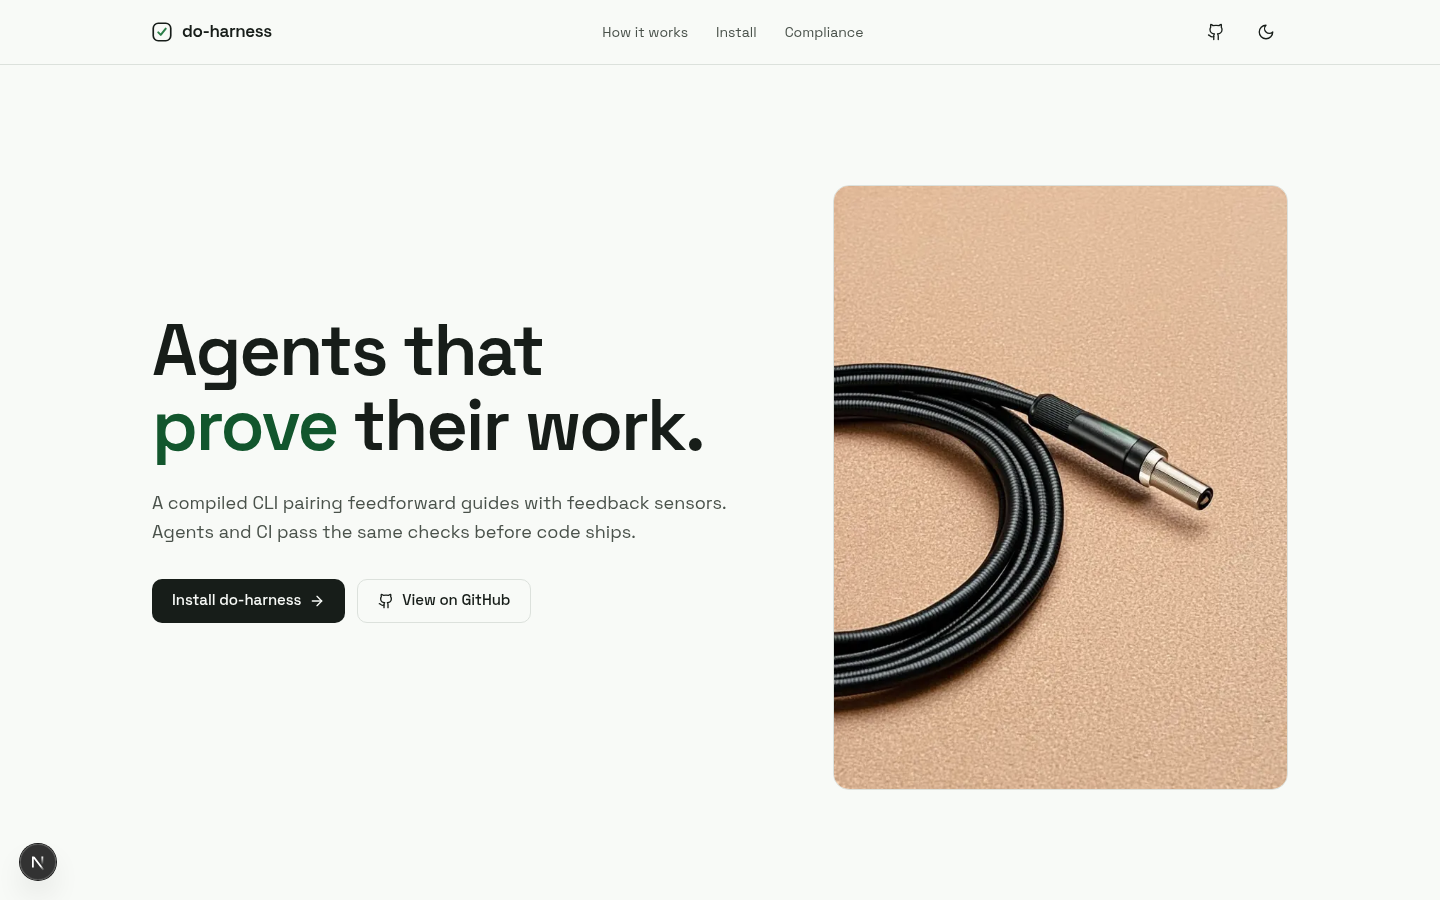 do-harness
How it works
Install
Compliance
Agents that
prove their work.
A compiled CLI pairing feedforward guides with feedback sensors.
Agents and CI pass the same checks before code ships.
Install do-harness →
View on GitHub
N